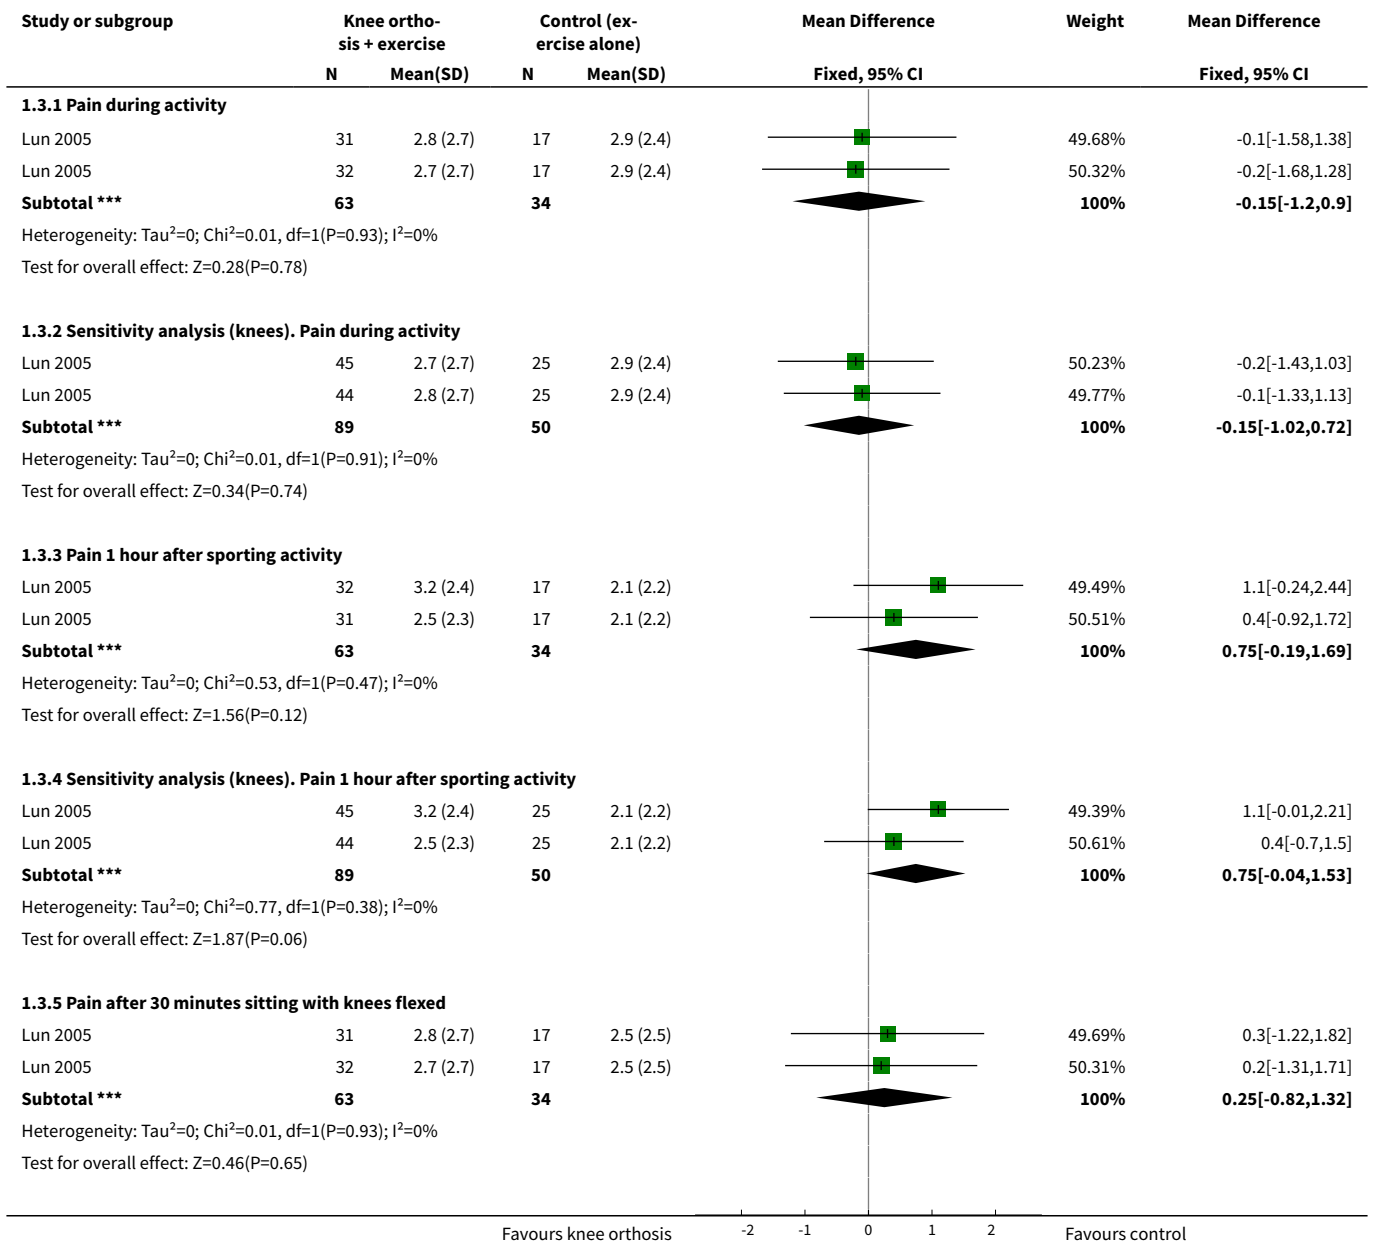 Study or subgroup Knee ortho- Control (ex- Mean Difference Weight Mean Difference
sis + exercise ercise alone)
N Mean(SD) N Mean(SD) Fixed, 95% CI Fixed, 95% CI
1.3.1 Pain during activity
Lun 2005 31 2.8 (2.7) 17 2.9 (2.4) 49.68% -0.1[-1.58,1.38]
Lun 2005 32 2.7 (2.7) 17 2.9 (2.4) 50.32% -0.2[-1.68,1.28]
Subtotal *** 63 34 100% -0.15[-1.2,0.9]
Heterogeneity: Tau²=0; Chi²=0.01, df=1(P=0.93); I²=0%
Test for overall effect: Z=0.28(P=0.78)
1.3.2 Sensitivity analysis (knees). Pain during activity
Lun 2005 45 2.7 (2.7) 25 2.9 (2.4) 50.23% -0.2[-1.43,1.03]
Lun 2005 44 2.8 (2.7) 25 2.9 (2.4) 49.77% -0.1[-1.33,1.13]
Subtotal *** 89 50 100% -0.15[-1.02,0.72]
Heterogeneity: Tau²=0; Chi²=0.01, df=1(P=0.91); I²=0%
Test for overall effect: Z=0.34(P=0.74)
1.3.3 Pain 1 hour after sporting activity
Lun 2005 32 3.2 (2.4) 17 2.1 (2.2) 49.49% 1.1[-0.24,2.44]
Lun 2005 31 2.5 (2.3) 17 2.1 (2.2) 50.51% 0.4[-0.92,1.72]
Subtotal *** 63 34 100% 0.75[-0.19,1.69]
Heterogeneity: Tau²=0; Chi²=0.53, df=1(P=0.47); I²=0%
Test for overall effect: Z=1.56(P=0.12)
1.3.4 Sensitivity analysis (knees). Pain 1 hour after sporting activity
Lun 2005 45 3.2 (2.4) 25 2.1 (2.2) 49.39% 1.1[-0.01,2.21]
Lun 2005 44 2.5 (2.3) 25 2.1 (2.2) 50.61% 0.4[-0.7,1.5]
Subtotal *** 89 50 100% 0.75[-0.04,1.53]
Heterogeneity: Tau²=0; Chi²=0.77, df=1(P=0.38); I²=0%
Test for overall effect: Z=1.87(P=0.06)
1.3.5 Pain after 30 minutes sitting with knees flexed
Lun 2005 31 2.8 (2.7) 17 2.5 (2.5) 49.69% 0.3[-1.22,1.82]
Lun 2005 32 2.7 (2.7) 17 2.5 (2.5) 50.31% 0.2[-1.31,1.71]
Subtotal *** 63 34 100% 0.25[-0.82,1.32]
Heterogeneity: Tau²=0; Chi²=0.01, df=1(P=0.93); I²=0%
Test for overall effect: Z=0.46(P=0.65)
Favours knee orthosis -2 -1 0 1 2 Favours control